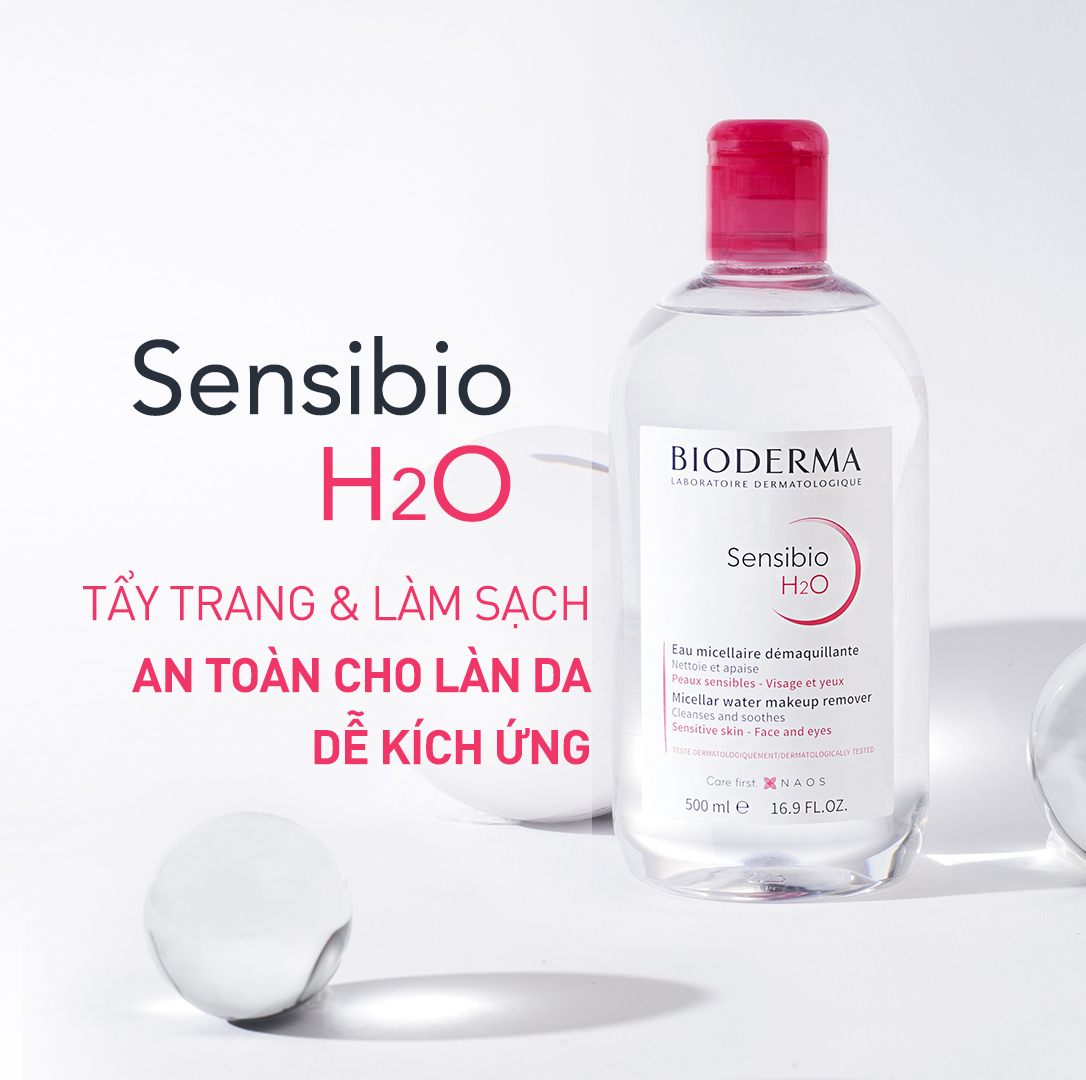 Sensibio
H2O
TẨY TRANG & LÀM SẠCH
AN TOÀN CHO LÀN DA
DỄ KÍCH ỨNG
BIODERMA
LABORATOIRE DERMATOLOGIQUE
Sensibio
H2O
Eau micellaire démaquillante
Nettoie et apaise
Peaux sensibles - Visage et yeux
Micellar water makeup remover
Cleanses and soothes
Sensitive skin - Face and eyes
TESTÉ DERMATOLOGIQUEMENT/DERMATOLOGICALLY TESTED
Care first. NAOS
500 ml ℮ 16.9 FL.OZ.